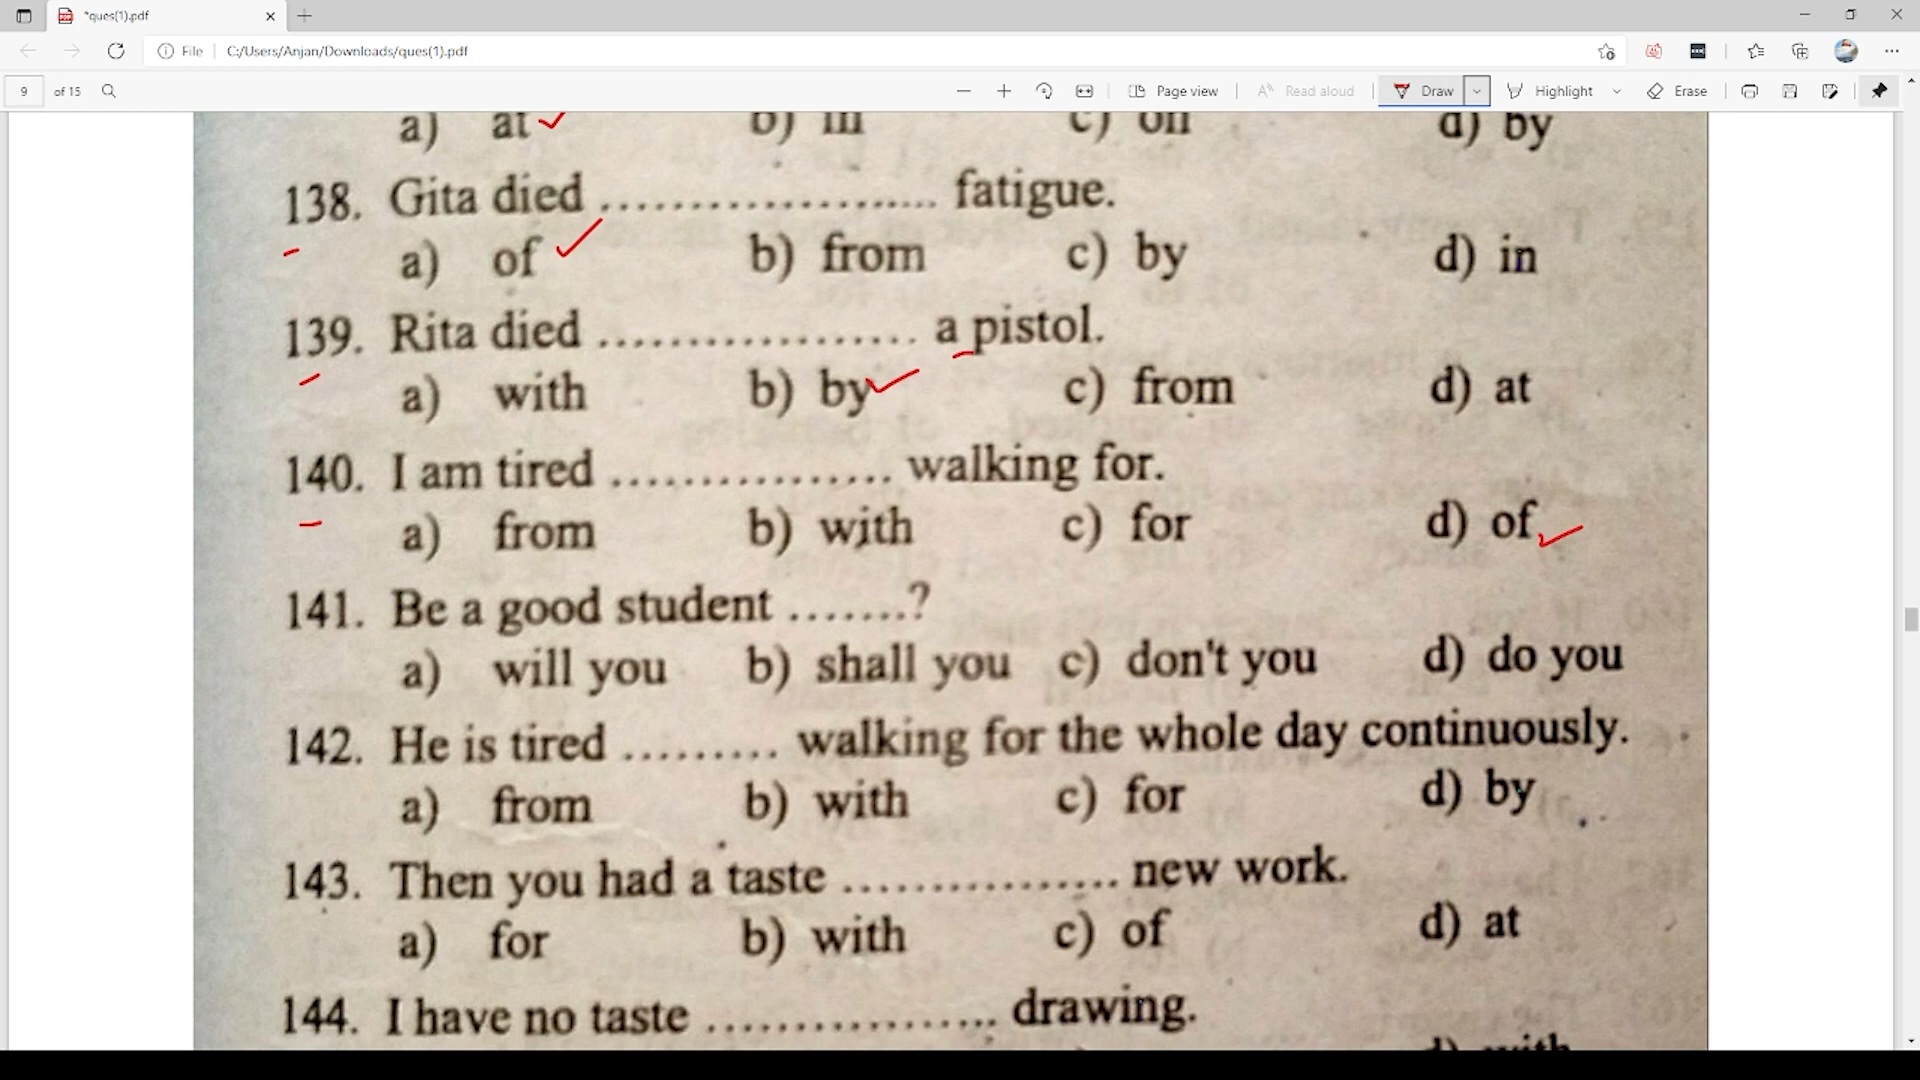 *ques(1).pdf
File C:/Users/Anjan/Downloads/ques(1).pdf
9 of 15 Page view Read aloud Draw Highlight Erase
a) at b) in c) on d) by
138. Gita died ................... fatigue.
a) of b) from c) by d) in
139. Rita died .................. a pistol.
a) with b) by c) from d) at
140. I am tired ................ walking for.
a) from b) with c) for d) of
141. Be a good student .......?
a) will you b) shall you c) don't you d) do you
142. He is tired ......... walking for the whole day continuously.
a) from b) with c) for d) by
143. Then you had a taste ................ new work.
a) for b) with c) of d) at
144. I have no taste ................. drawing.
d) with